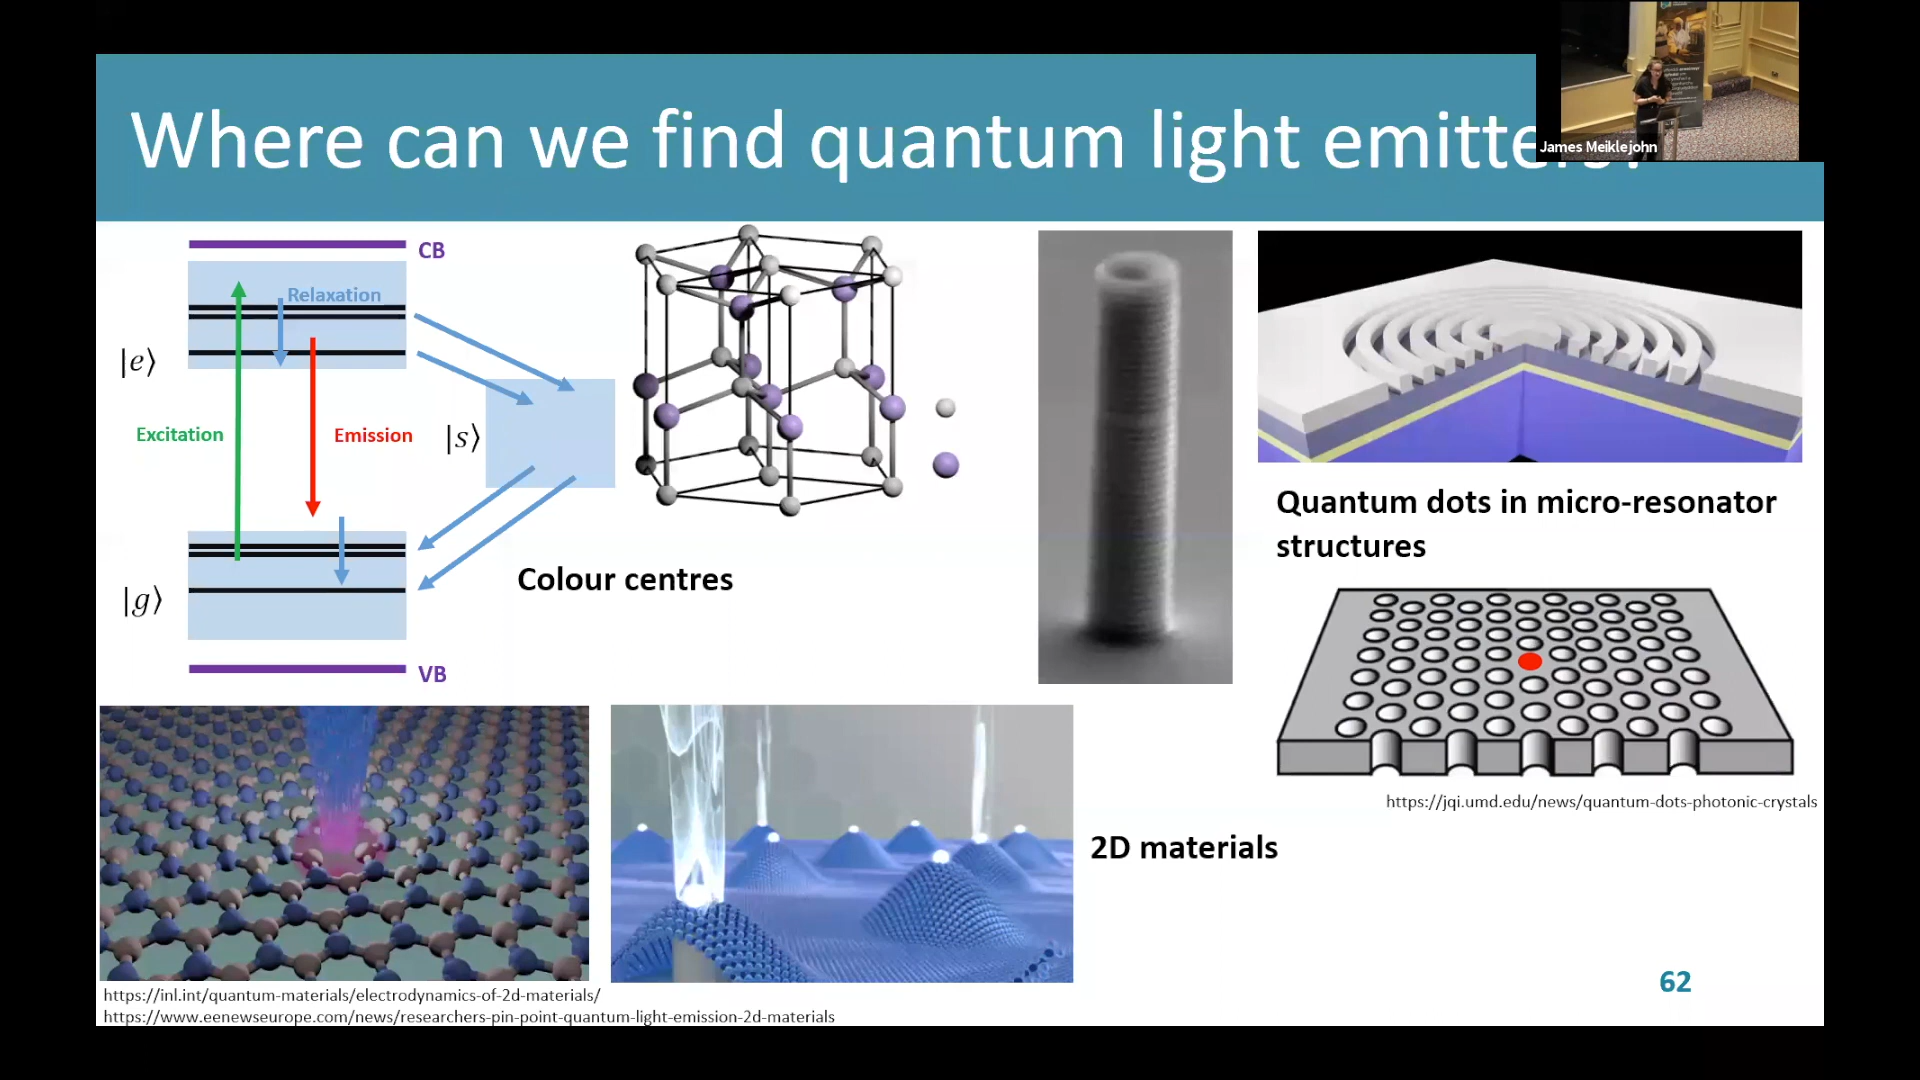 Where can we find quantum light emitters?
James Meiklejohn
CB
Relaxation
|e⟩
Excitation
Emission
|s⟩
|g⟩
VB
Colour centres
Quantum dots in micro-resonator
structures
https://jqi.umd.edu/news/quantum-dots-photonic-crystals
2D materials
62
https://inl.int/quantum-materials/electrodynamics-of-2d-materials/
https://www.eenewseurope.com/news/researchers-pin-point-quantum-light-emission-2d-materials